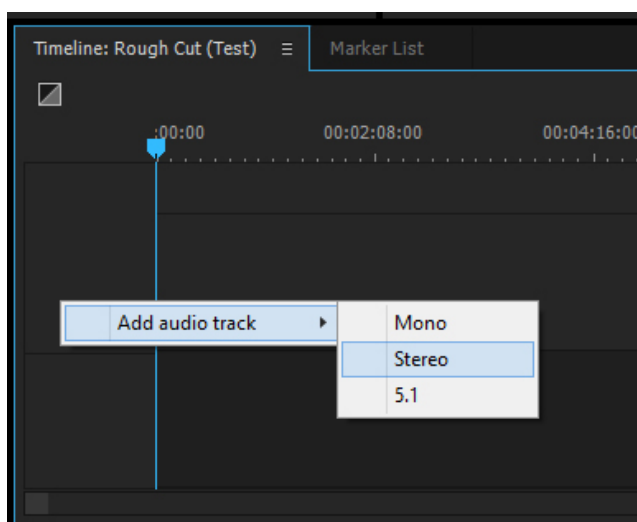 Timeline: Rough Cut (Test) Marker List
:00:00 00:02:08:00 00:04:16:00
Add audio track Mono
Stereo
5.1